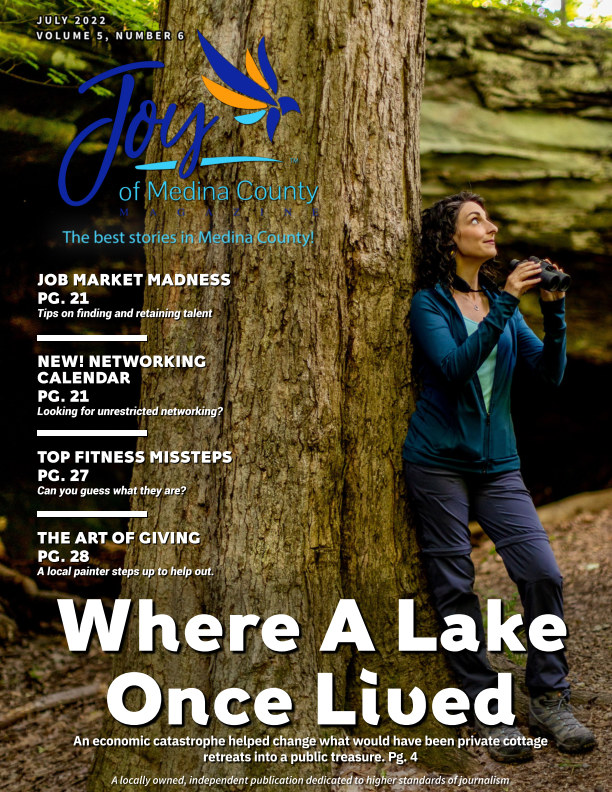 JULY 2022
VOLUME 5, NUMBER 6
Joy
of Medina County
MAGAZINE
The best stories in Medina County!
JOB MARKET MADNESS
PG. 21
Tips on finding and retaining talent
NEW! NETWORKING
CALENDAR
PG. 21
Looking for unrestricted networking?
TOP FITNESS MISSTEPS
PG. 27
Can you guess what they are?
THE ART OF GIVING
PG. 28
A local painter steps up to help out.
Where A Lake
Once Lived
An economic catastrophe helped change what would have been private cottage
retreats into a public treasure. Pg. 4
A locally owned, independent publication dedicated to higher standards of journalism